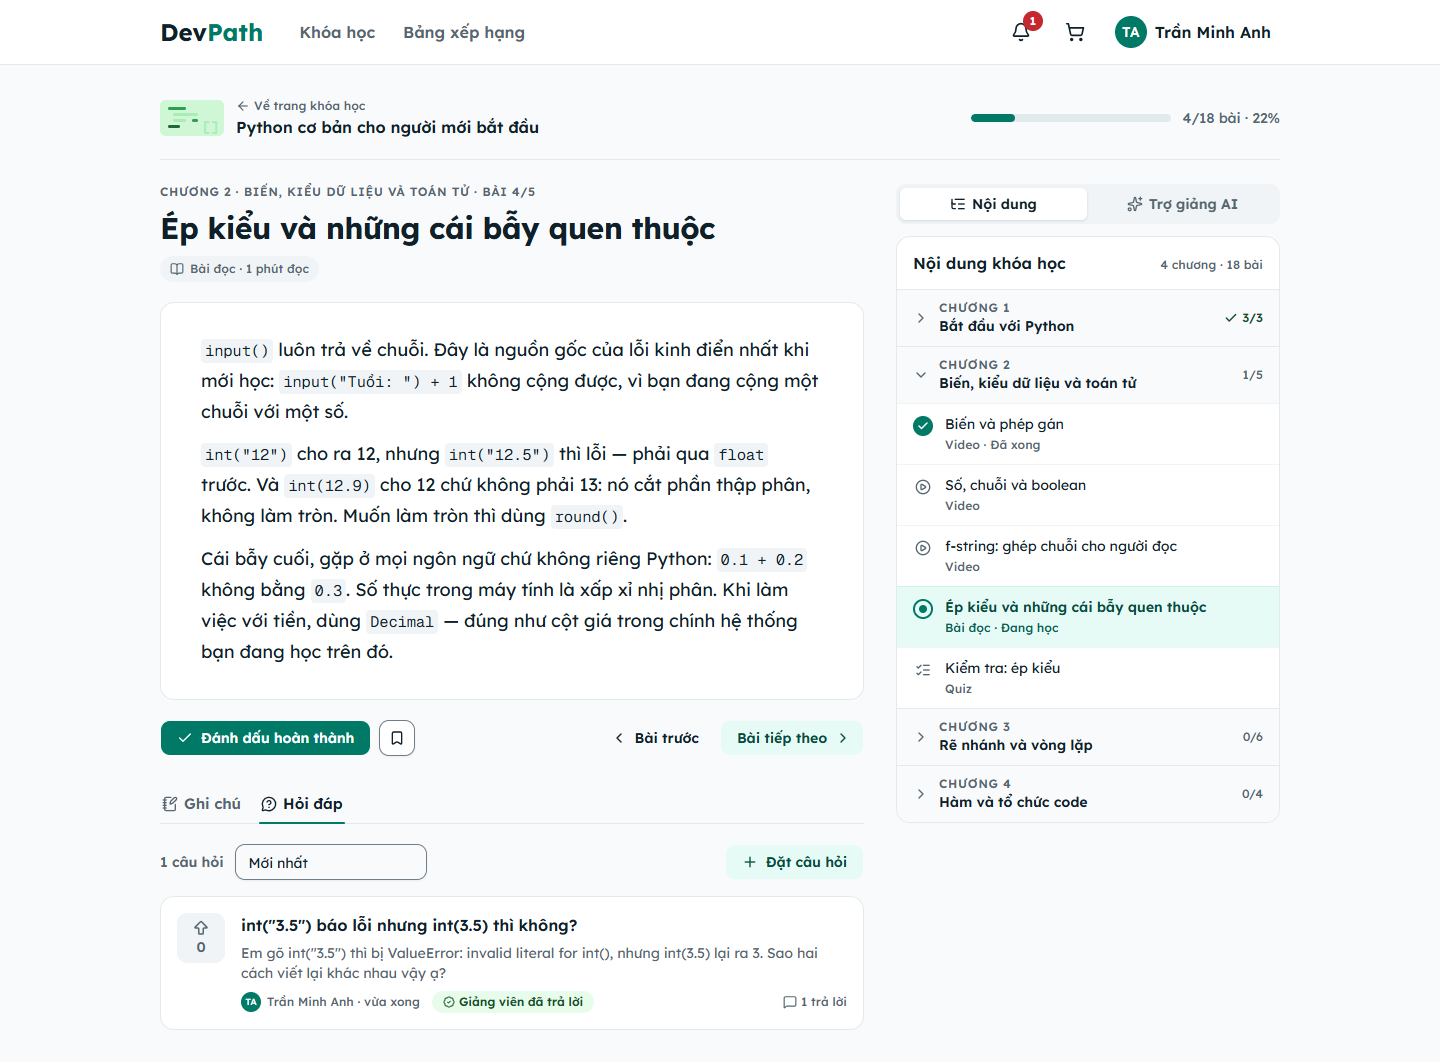 DevPath
Khóa học
Bảng xếp hạng
1
TA
Trần Minh Anh
Về trang khóa học
Python cơ bản cho người mới bắt đầu
4/18 bài · 22%
CHƯƠNG 2 · BIẾN, KIỂU DỮ LIỆU VÀ TOÁN TỬ · BÀI 4/5
Ép kiểu và những cái bẫy quen thuộc
Bài đọc · 1 phút đọc
input() luôn trả về chuỗi. Đây là nguồn gốc của lỗi kinh điển nhất khi
mới học: input("Tuổi: ") + 1 không cộng được, vì bạn đang cộng một
chuỗi với một số.
int("12") cho ra 12, nhưng int("12.5") thì lỗi — phải qua float
trước. Và int(12.9) cho 12 chứ không phải 13: nó cắt phần thập phân,
không làm tròn. Muốn làm tròn thì dùng round().
Cái bẫy cuối, gặp ở mọi ngôn ngữ chứ không riêng Python: 0.1 + 0.2
không bằng 0.3. Số thực trong máy tính là xấp xỉ nhị phân. Khi làm
việc với tiền, dùng Decimal — đúng như cột giá trong chính hệ thống
bạn đang học trên đó.
Đánh dấu hoàn thành
Bài trước
Bài tiếp theo
Ghi chú
Hỏi đáp
1 câu hỏi
Mới nhất
Đặt câu hỏi
0
int("3.5") báo lỗi nhưng int(3.5) thì không?
Em gõ int("3.5") thì bị ValueError: invalid literal for int(), nhưng int(3.5) lại ra 3. Sao hai
cách viết lại khác nhau vậy ạ?
TA
Trần Minh Anh · vừa xong
Giảng viên đã trả lời
1 trả lời
Nội dung
Trợ giảng AI
Nội dung khóa học
4 chương · 18 bài
CHƯƠNG 1
Bắt đầu với Python
3/3
CHƯƠNG 2
Biến, kiểu dữ liệu và toán tử
1/5
Biến và phép gán
Video · Đã xong
Số, chuỗi và boolean
Video
f-string: ghép chuỗi cho người đọc
Video
Ép kiểu và những cái bẫy quen thuộc
Bài đọc · Đang học
Kiểm tra: ép kiểu
Quiz
CHƯƠNG 3
Rẽ nhánh và vòng lặp
0/6
CHƯƠNG 4
Hàm và tổ chức code
0/4